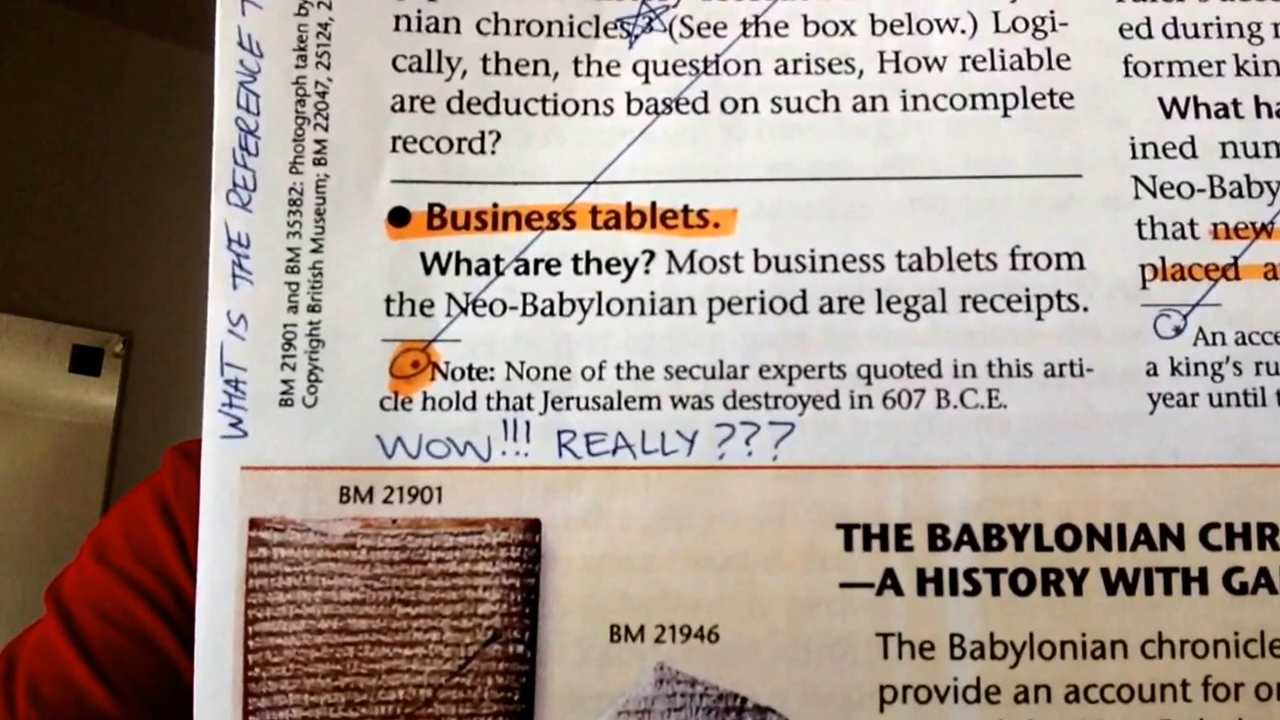 WHAT IS THE REFERENCE
BM 21901 and BM 35382: Photograph taken by
Copyright British Museum; BM 22047, 25124, 2
nian chronicles. (See the box below.) Logi-
cally, then, the question arises, How reliable
are deductions based on such an incomplete
record?
● Business tablets.
What are they? Most business tablets from
the Neo-Babylonian period are legal receipts.
Note: None of the secular experts quoted in this arti-
cle hold that Jerusalem was destroyed in 607 B.C.E.
WOW!!! REALLY???
ed during
former kin
What ha
ined num
Neo-Baby
that new
placed a
An acce
a king's ru
year until t
BM 21901
BM 21946
THE BABYLONIAN CHR
—A HISTORY WITH GA
The Babylonian chronicle
provide an account for o